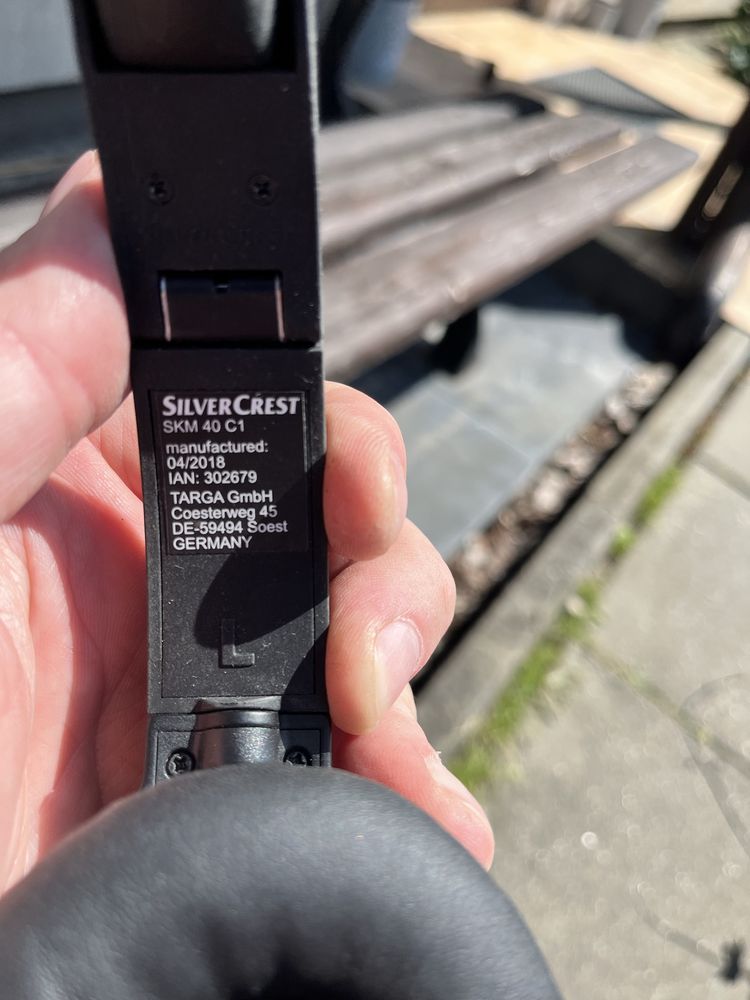 SILVERCREST
SKM 40 C1
manufactured:
04/2018
IAN: 302679
TARGA GmbH
Coesterweg 45
DE-59494 Soest
GERMANY
L